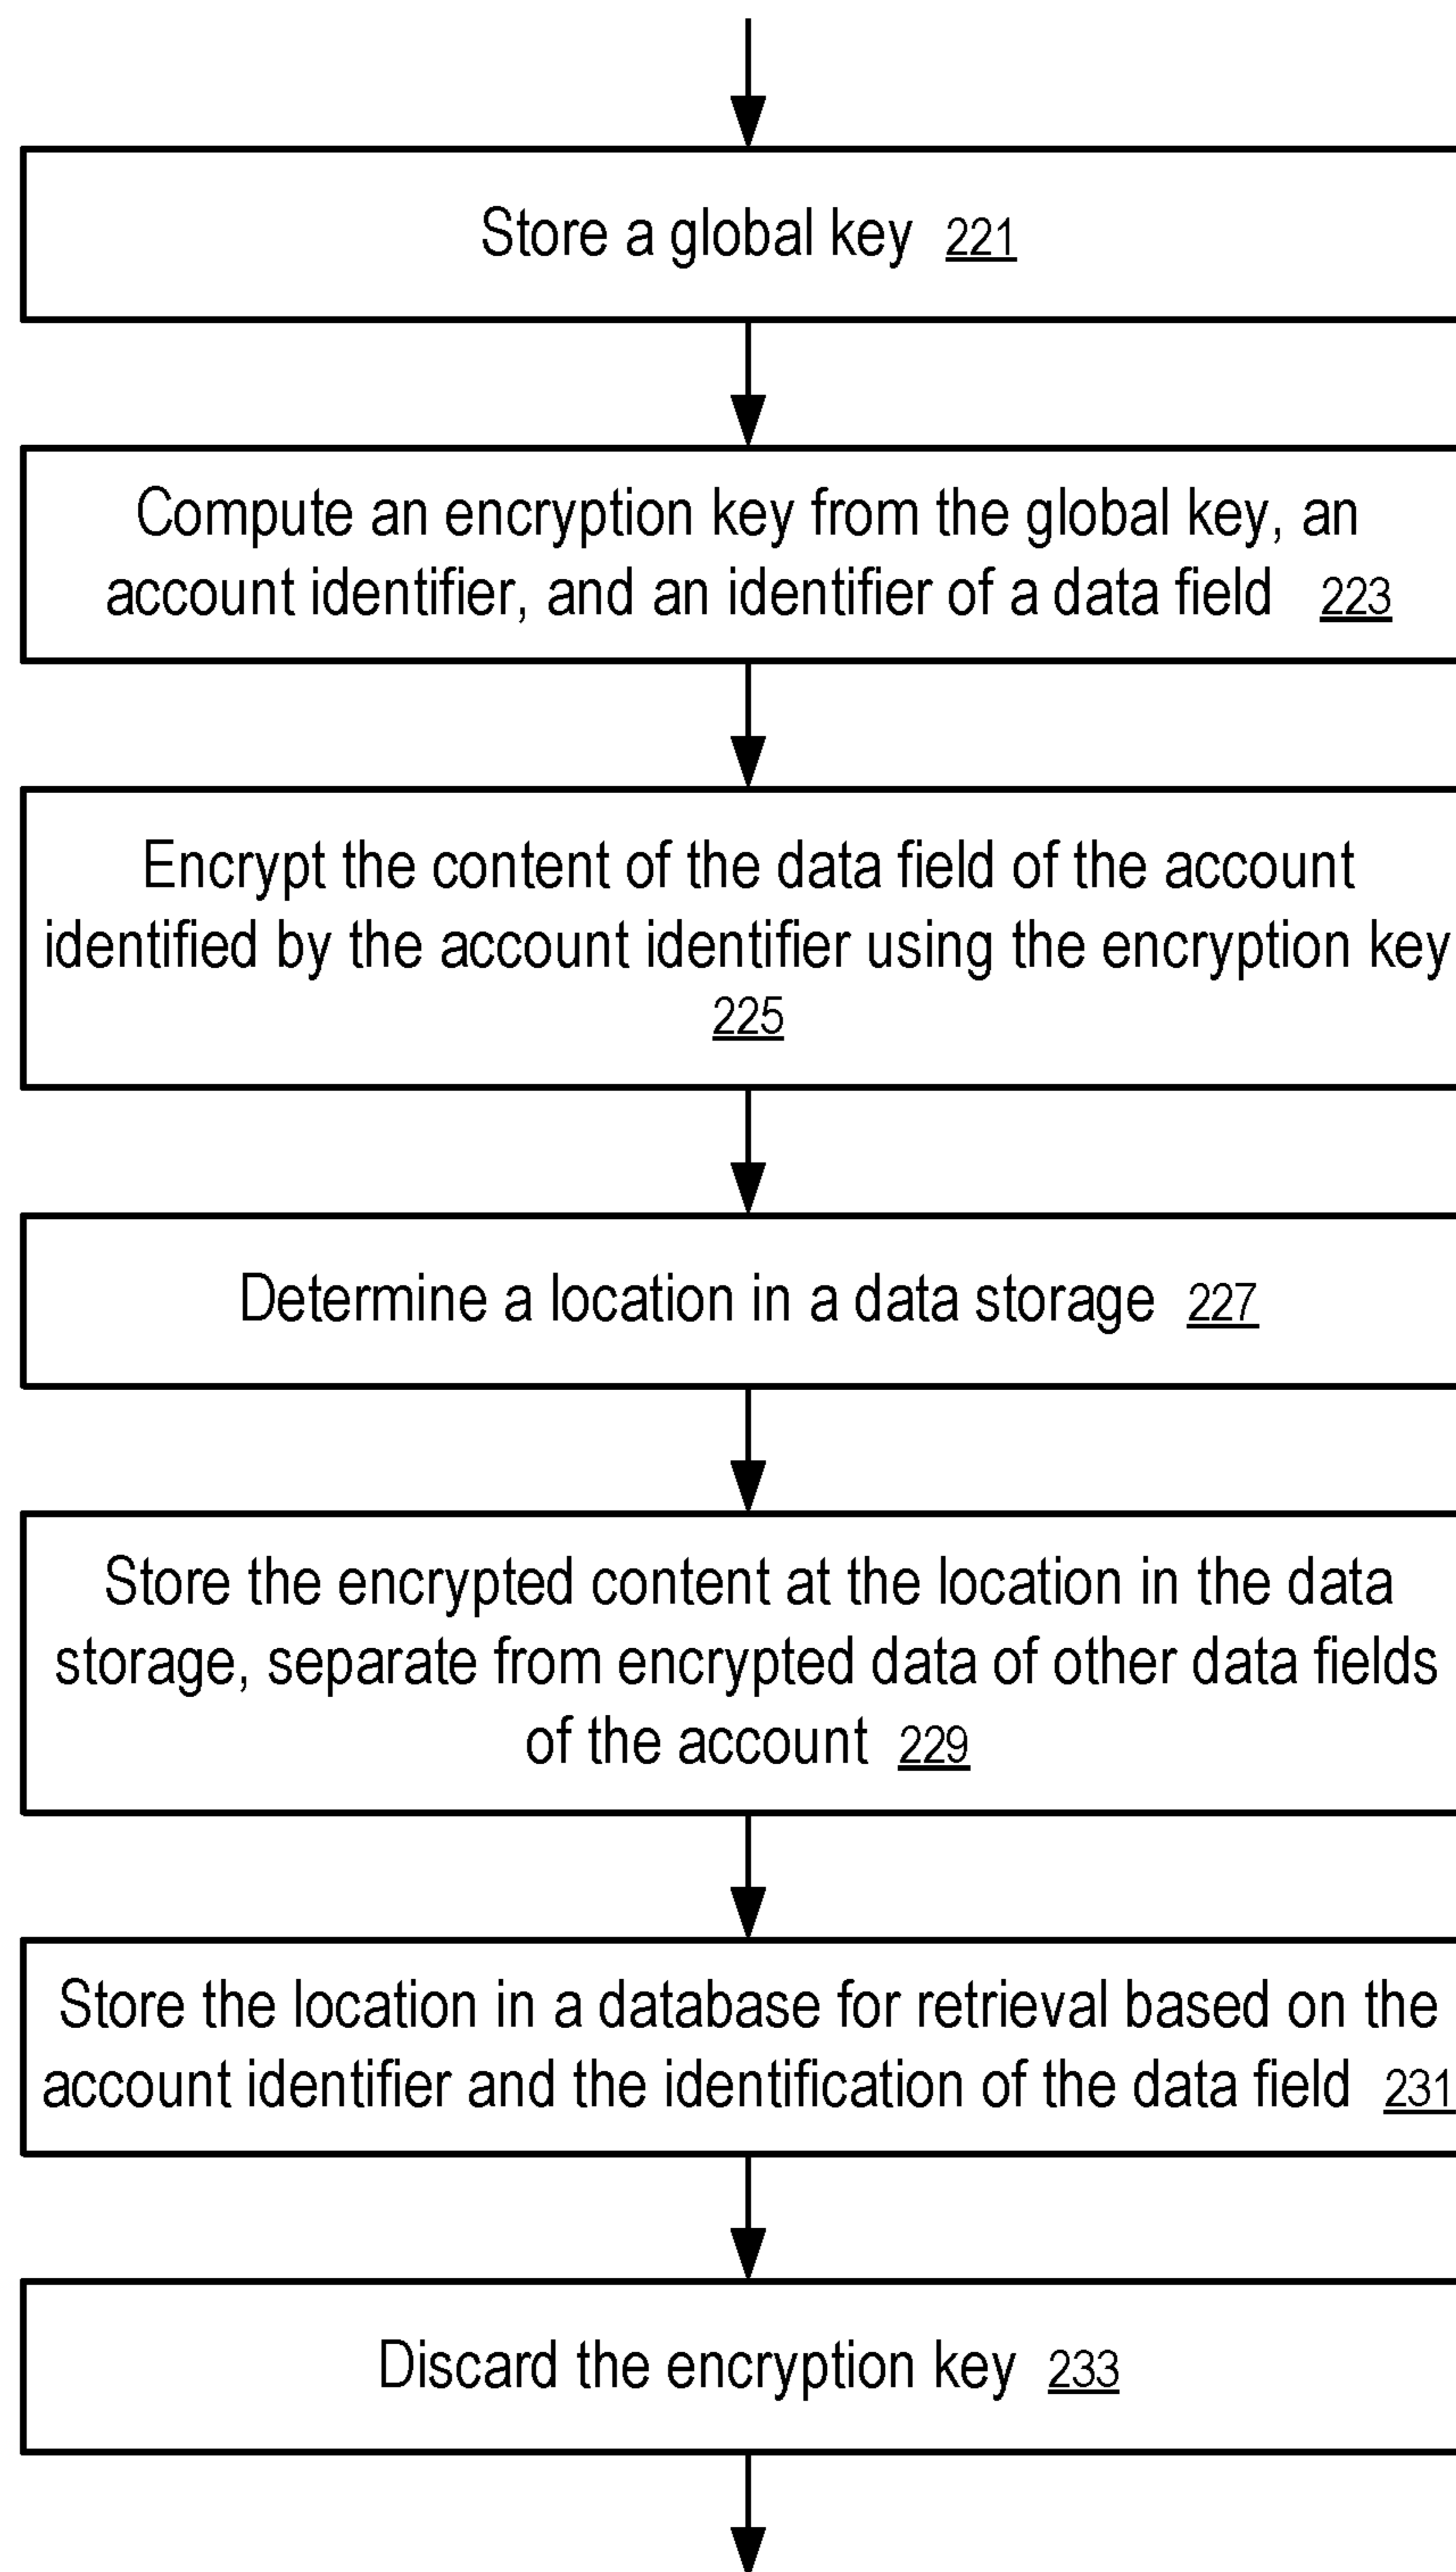 Store a global key 221
Compute an encryption key from the global key, an
account identifier, and an identifier of a data field 223
Encrypt the content of the data field of the account
identified by the account identifier using the encryption key
225
Determine a location in a data storage 227
Store the encrypted content at the location in the data
storage, separate from encrypted data of other data fields
of the account 229
Store the location in a database for retrieval based on the
account identifier and the identification of the data field 231
Discard the encryption key 233